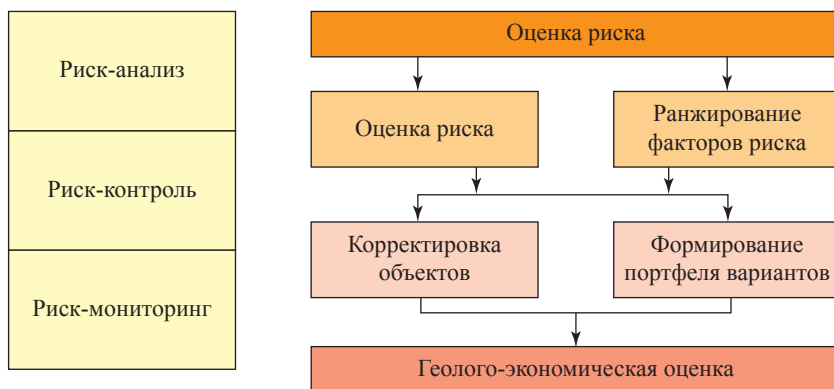 Риск-анализ
Риск-контроль
Риск-мониторинг
Оценка риска
Оценка риска
Ранжирование
факторов риска
Корректировка
объектов
Формирование
портфеля вариантов
Геолого-экономическая оценка